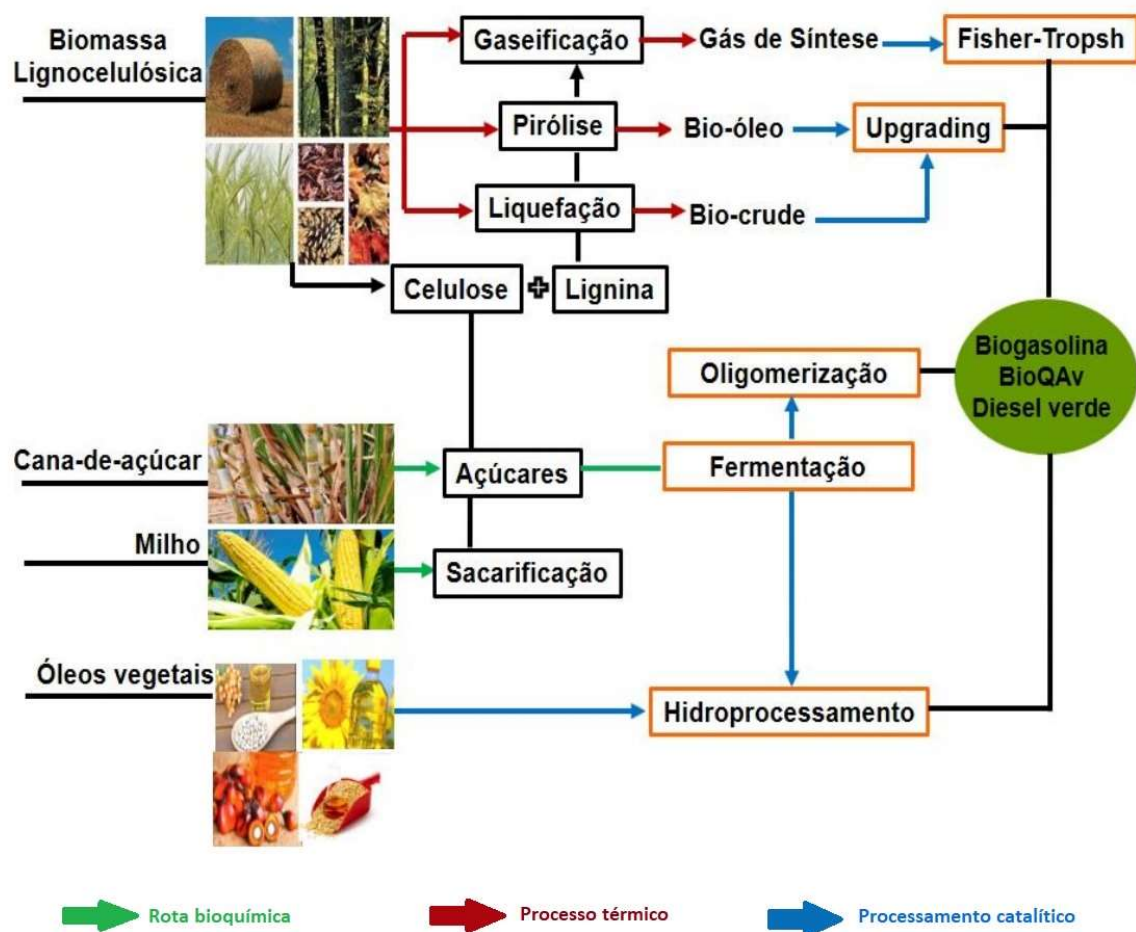 Biomassa
Lignocelulósica
Gaseificação
Gás de Síntese
Fisher-Tropsh
Pirólise
Bio-óleo
Upgrading
Liquefação
Bio-crude
Celulose
Lignina
Biogasolina
BioQAv
Diesel verde
Oligomerização
Cana-de-açúcar
Açúcares
Fermentação
Milho
Sacarificação
Óleos vegetais
Hidroprocessamento
Rota bioquímica
Processo térmico
Processamento catalítico